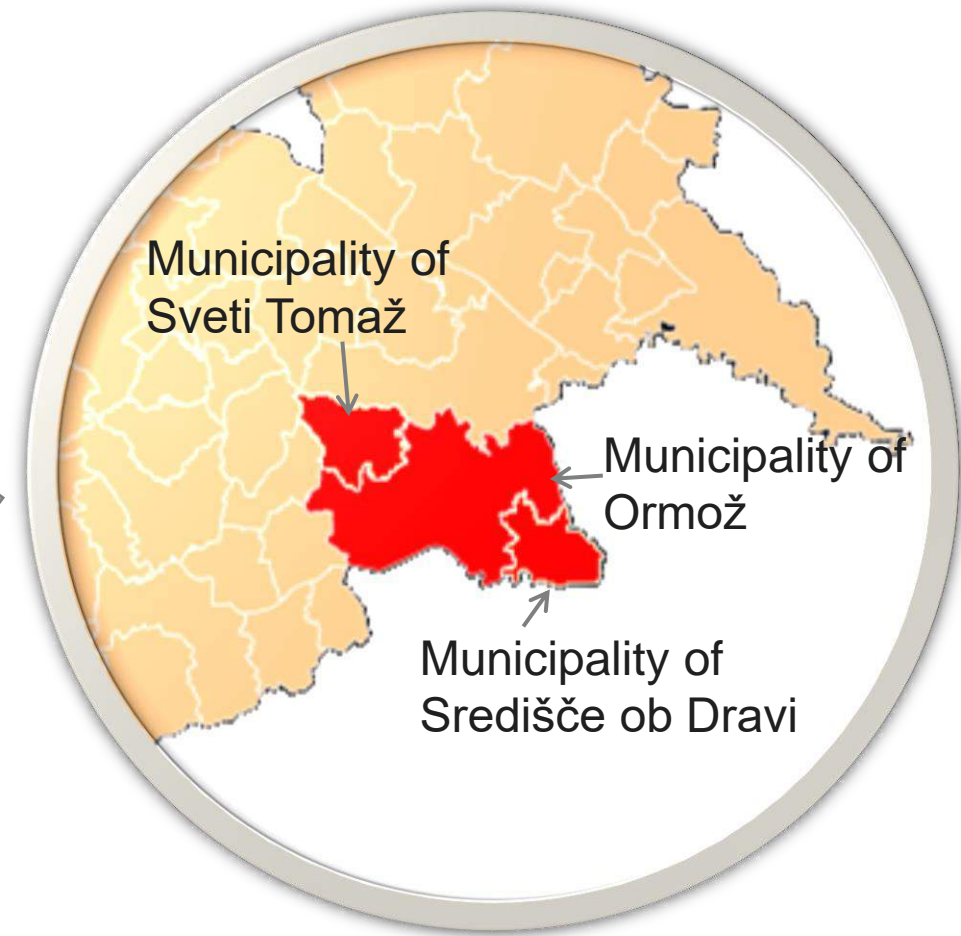 Municipality of
Sveti Tomaž
Municipality of
Ormož
Municipality of
Središče ob Dravi